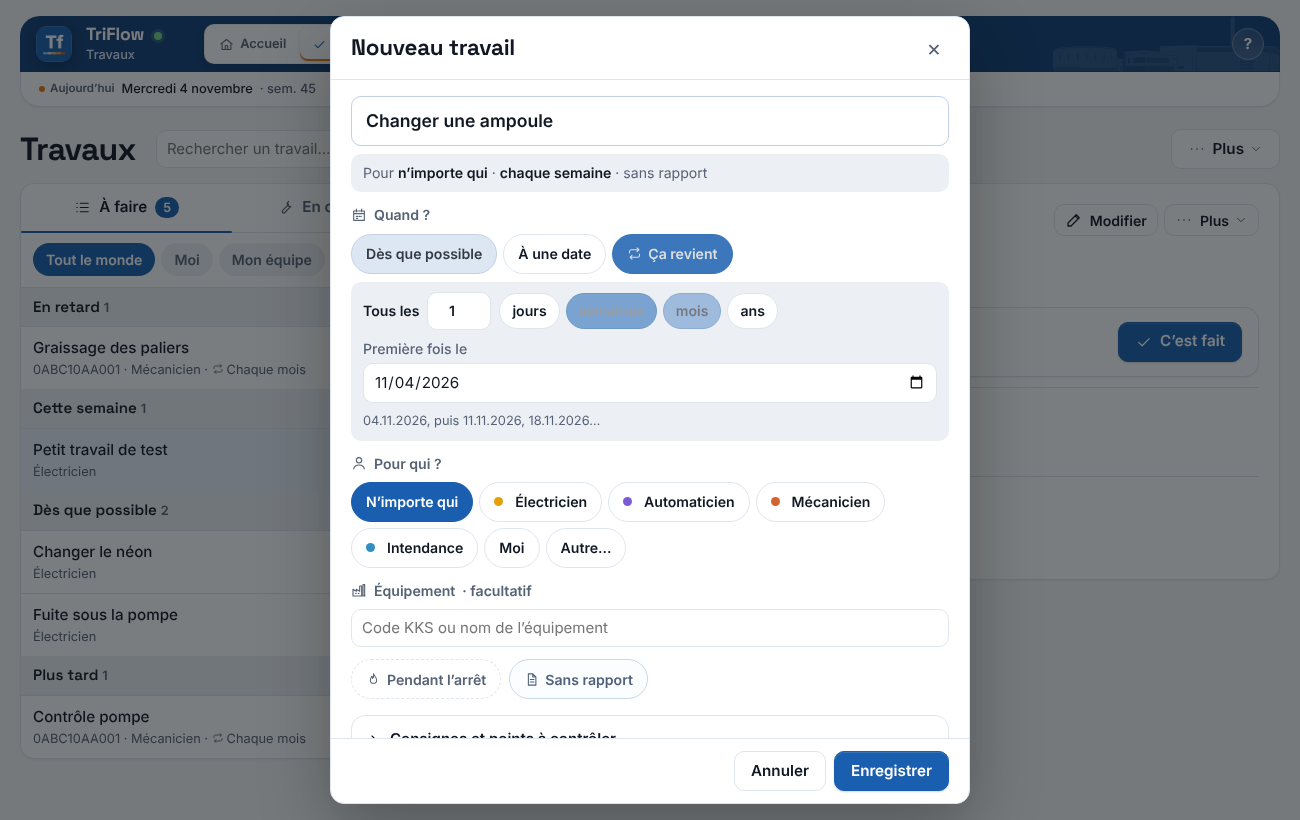 Tf
TriFlow
Travaux
Accueil
?
Aujourd'hui Mercredi 4 novembre · sem. 45
Travaux
Rechercher un travail...
··· Plus
À faire 5
Tout le monde
Moi
Mon équipe
En retard 1
Graissage des paliers
0ABC10AA001 · Mécanicien · Chaque mois
Cette semaine 1
Petit travail de test
Électricien
Dès que possible 2
Changer le néon
Électricien
Fuite sous la pompe
Électricien
Plus tard 1
Contrôle pompe
0ABC10AA001 · Mécanicien · Chaque mois
Modifier
··· Plus
C'est fait
Nouveau travail
×
Changer une ampoule
Pour n'importe qui · chaque semaine · sans rapport
Quand ?
Dès que possible
À une date
Ça revient
Tous les 1 jours mois ans
Première fois le
11/04/2026
04.11.2026, puis 11.11.2026, 18.11.2026…
Pour qui ?
N'importe qui
Électricien
Automaticien
Mécanicien
Intendance
Moi
Autre…
Équipement · facultatif
Code KKS ou nom de l'équipement
Pendant l'arrêt
Sans rapport
Consignes et points à contrôler
Annuler
Enregistrer